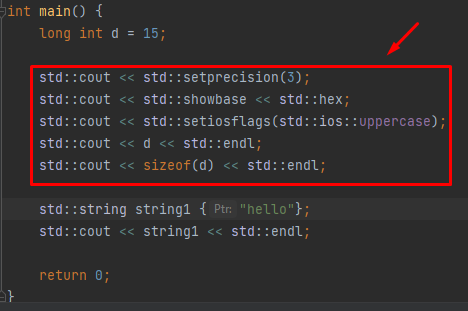 int main() {
    long int d = 15;
    std::cout << std::setprecision(3);
    std::cout << std::showbase << std::hex;
    std::cout << std::setiosflags(std::ios::uppercase);
    std::cout << d << std::endl;
    std::cout << sizeof(d) << std::endl;
    std::string string1 { Ptr: "hello"};
    std::cout << string1 << std::endl;
    return 0;
}